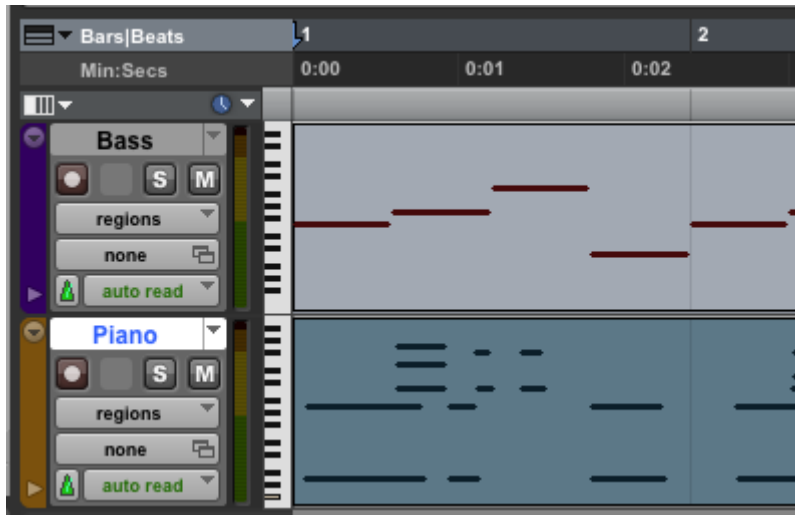 Bars|Beats 1 2
Min:Secs 0:00 0:01 0:02
Bass
S M
regions
none
auto read
Piano
S M
regions
none
auto read